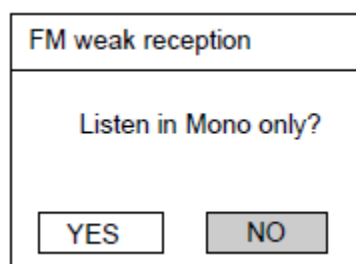 FM weak reception
Listen in Mono only?
YES NO